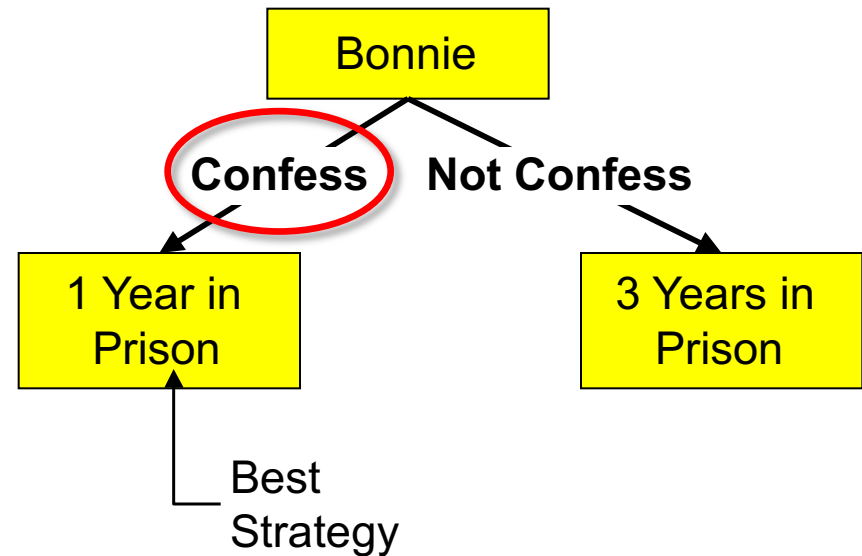 Bonnie
Confess
Not Confess
1 Year in
Prison
3 Years in
Prison
Best
Strategy